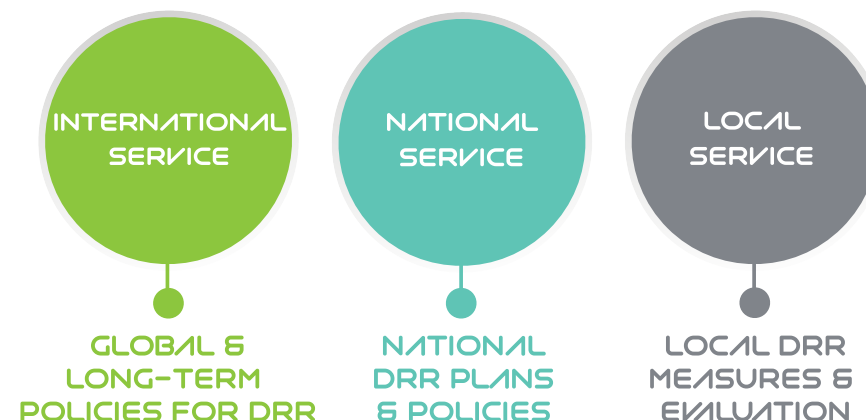 INTERNATIONAL
SERVICE
NATIONAL
SERVICE
LOCAL
SERVICE
GLOBAL &
LONG-TERM
POLICIES FOR DRR
NATIONAL
DRR PLANS
& POLICIES
LOCAL DRR
MEASURES &
EVALUATION